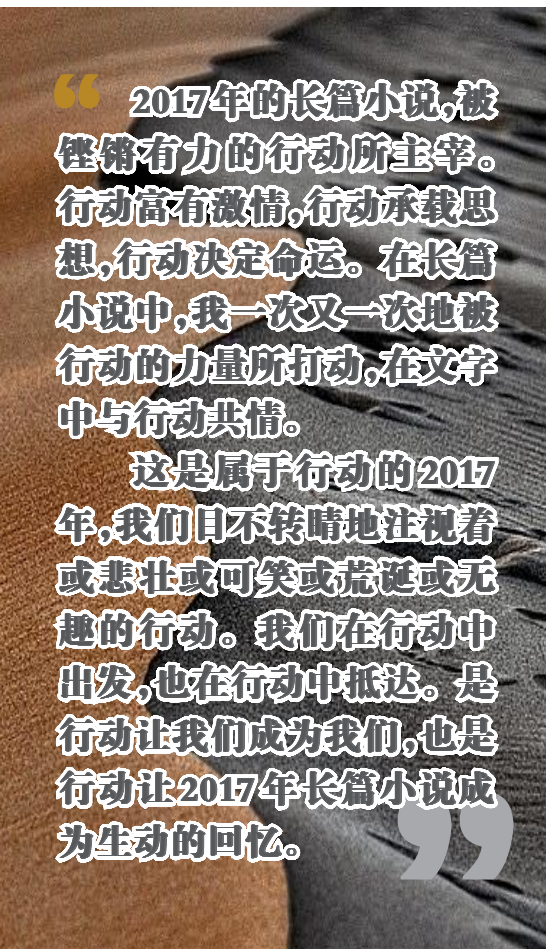 “2017年的长篇小说,被
铿锵有力的行动所主宰。
行动富有激情,行动承载思
想,行动决定命运。在长篇
小说中,我一次又一次地被
行动的力量所打动,在文字
中与行动共情。
这是属于行动的2017
年,我们目不转睛地注视着
或悲壮或可笑或荒诞或无
趣的行动。我们在行动中
出发,也在行动中抵达。是
行动让我们成为我们,也是
行动让2017年长篇小说成
为生动的回忆。”